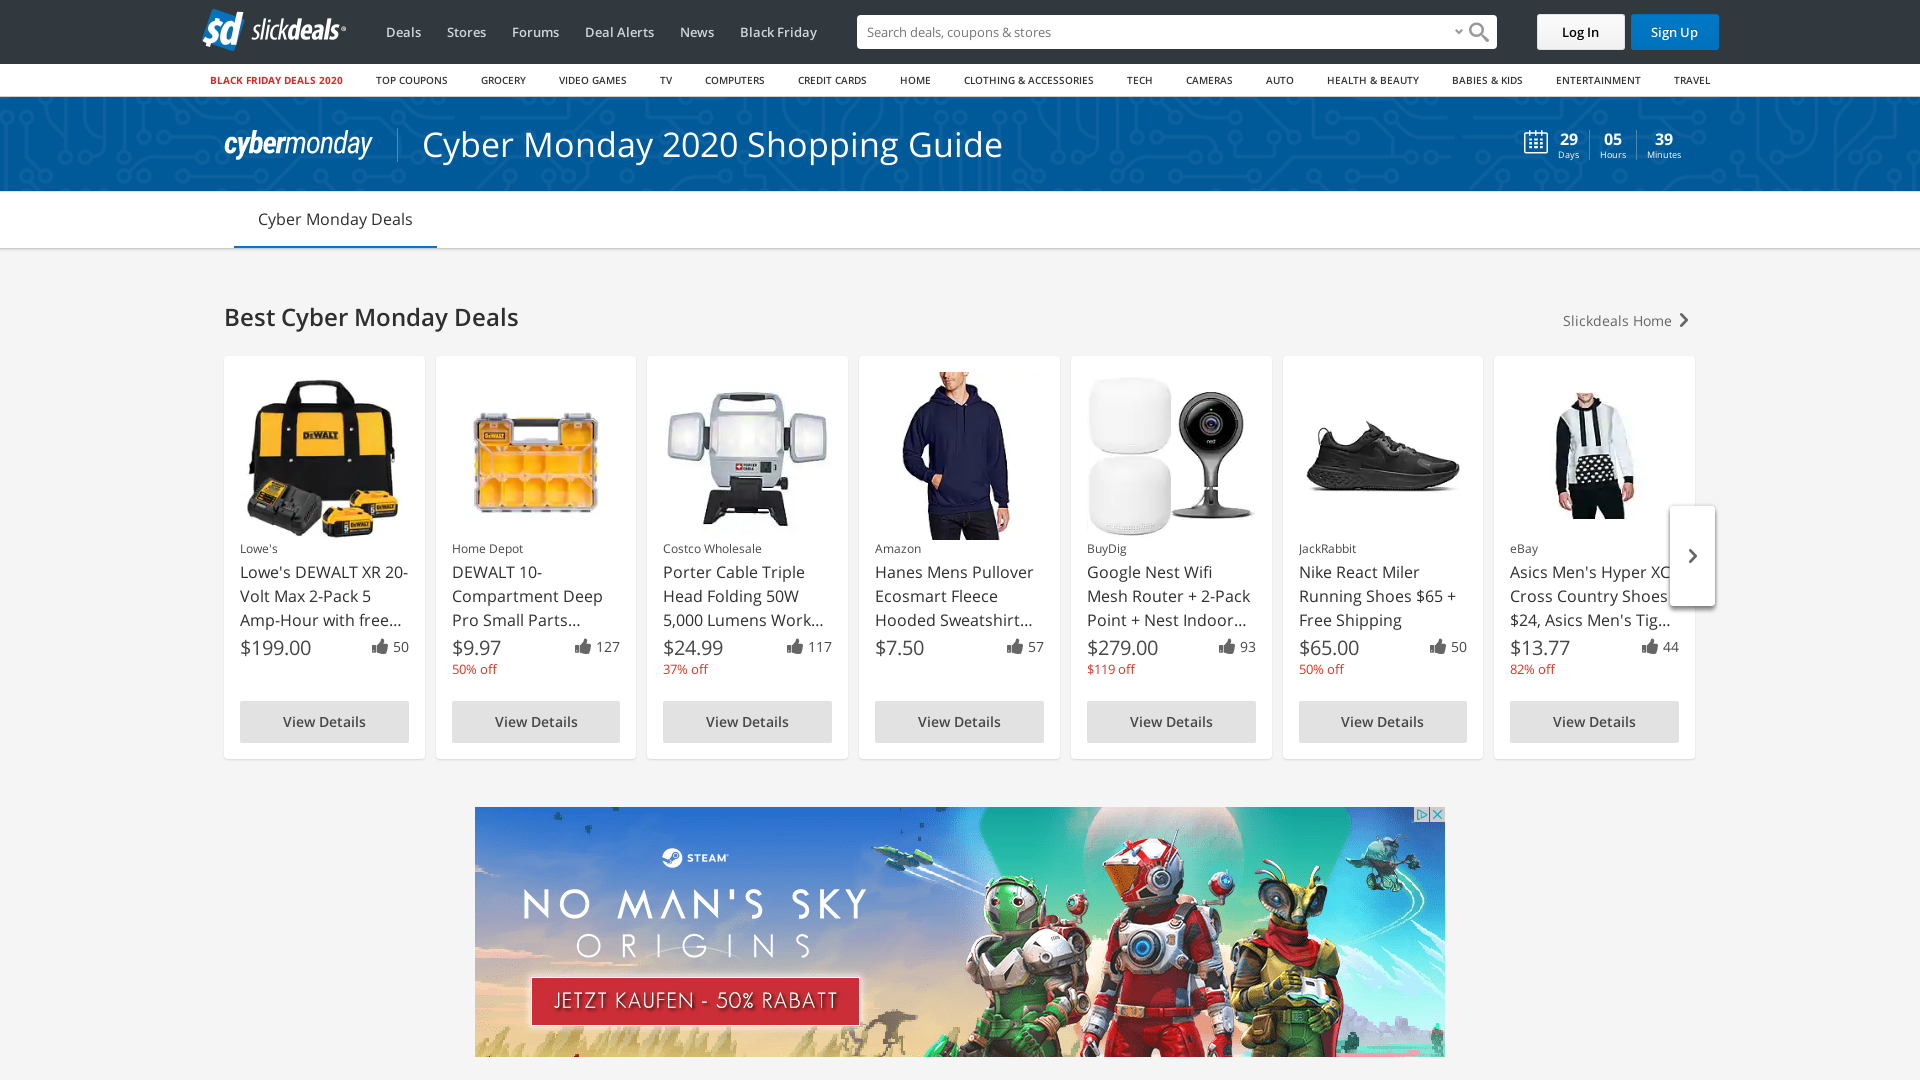 sd slickdeals
Deals
Stores
Forums
Deal Alerts
News
Black Friday
Search deals, coupons & stores
Log In
Sign Up
BLACK FRIDAY DEALS 2020
TOP COUPONS
GROCERY
VIDEO GAMES
TV
COMPUTERS
CREDIT CARDS
HOME
CLOTHING & ACCESSORIES
TECH
CAMERAS
AUTO
HEALTH & BEAUTY
BABIES & KIDS
ENTERTAINMENT
TRAVEL
cybermonday
Cyber Monday 2020 Shopping Guide
29
Days
05
Hours
39
Minutes
Cyber Monday Deals
Best Cyber Monday Deals
Slickdeals Home
DEWALT
Lowe's
Lowe's DEWALT XR 20-
Volt Max 2-Pack 5
Amp-Hour with free...
$199.00
50
View Details
DEWALT
Home Depot
DEWALT 10-
Compartment Deep
Pro Small Parts...
$9.97
127
50% off
View Details
PORTER CABLE
Costco Wholesale
Porter Cable Triple
Head Folding 50W
5,000 Lumens Work...
$24.99
117
37% off
View Details
Amazon
Hanes Mens Pullover
Ecosmart Fleece
Hooded Sweatshirt...
$7.50
57
View Details
nest
BuyDig
Google Nest Wifi
Mesh Router + 2-Pack
Point + Nest Indoor...
$279.00
93
$119 off
View Details
JackRabbit
Nike React Miler
Running Shoes $65 +
Free Shipping
$65.00
50
50% off
View Details
eBay
Asics Men's Hyper XC
Cross Country Shoes
$24, Asics Men's Tig...
$13.77
44
82% off
View Details
STEAM
NO MAN'S SKY
ORIGINS
JETZT KAUFEN - 50% RABATT